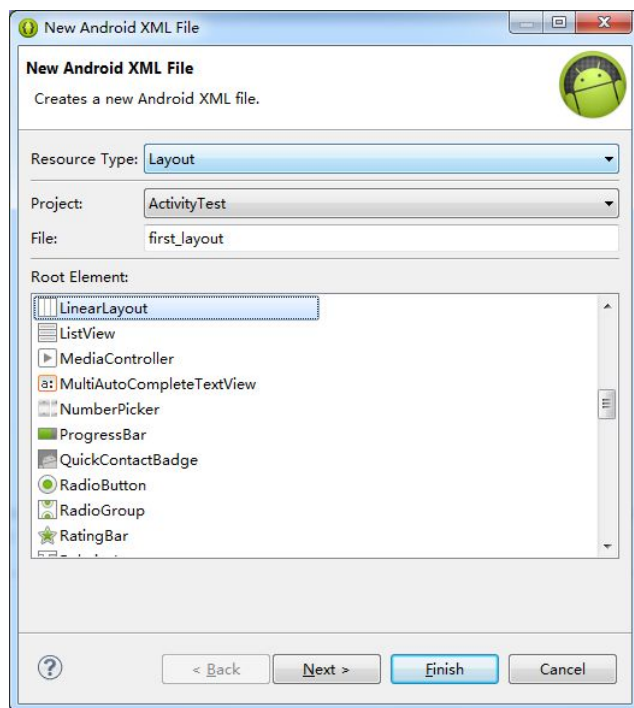 New Android XML File
New Android XML File
Creates a new Android XML file.
Resource Type: Layout
Project: ActivityTest
File: first_layout
Root Element:
LinearLayout
ListView
MediaController
a: MultiAutoCompleteTextView
NumberPicker
ProgressBar
QuickContactBadge
RadioButton
RadioGroup
RatingBar
? < Back Next > Finish Cancel